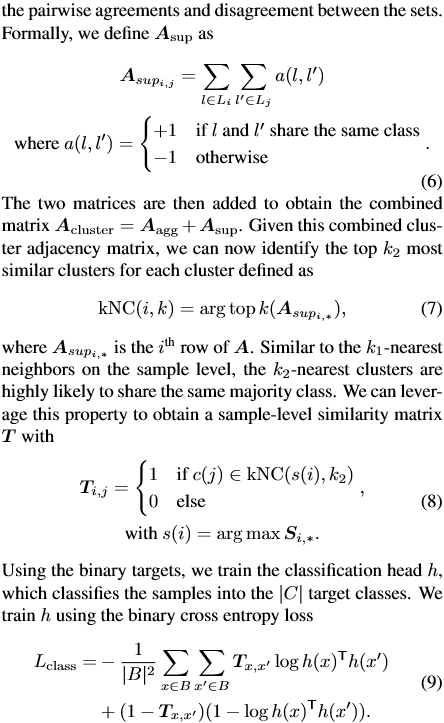 the pairwise agreements and disagreement between the sets.
Formally, we define $\boldsymbol{A}_{\text{sup}}$ as
$\boldsymbol{A}_{sup_{i,j}} = \sum_{l \in L_i} \sum_{l' \in L_j} a(l, l')$
where $a(l, l') = \begin{cases} +1 & \text{if } l \text{ and } l' \text{ share the same class} \\ -1 & \text{otherwise} \end{cases}$.
(6)
The two matrices are then added to obtain the combined
matrix $\boldsymbol{A}_{\text{cluster}} = \boldsymbol{A}_{\text{agg}} + \boldsymbol{A}_{\text{sup}}$. Given this combined clus-
ter adjacency matrix, we can now identify the top $k_2$ most
similar clusters for each cluster defined as
$\text{kNC}(i, k) = \arg \text{top}\, k(\boldsymbol{A}_{sup_{i,*}}),$ (7)
where $\boldsymbol{A}_{sup_{i,*}}$ is the $i^{\text{th}}$ row of $\boldsymbol{A}$. Similar to the $k_1$-nearest
neighbors on the sample level, the $k_2$-nearest clusters are
highly likely to share the same majority class. We can lever-
age this property to obtain a sample-level similarity matrix
$\boldsymbol{T}$ with
$\boldsymbol{T}_{i,j} = \begin{cases} 1 & \text{if } c(j) \in \text{kNC}(s(i), k_2) \\ 0 & \text{else} \end{cases},$
(8)
with $s(i) = \arg\max \boldsymbol{S}_{i,*}.$
Using the binary targets, we train the classification head $h$,
which classifies the samples into the $|C|$ target classes. We
train $h$ using the binary cross entropy loss
$L_{\text{class}} = -\frac{1}{|B|^2} \sum_{x \in B} \sum_{x' \in B} \boldsymbol{T}_{x,x'} \log h(x)^{\mathsf{T}} h(x')$
(9)
$+ (1 - \boldsymbol{T}_{x,x'})(1 - \log h(x)^{\mathsf{T}} h(x')).$